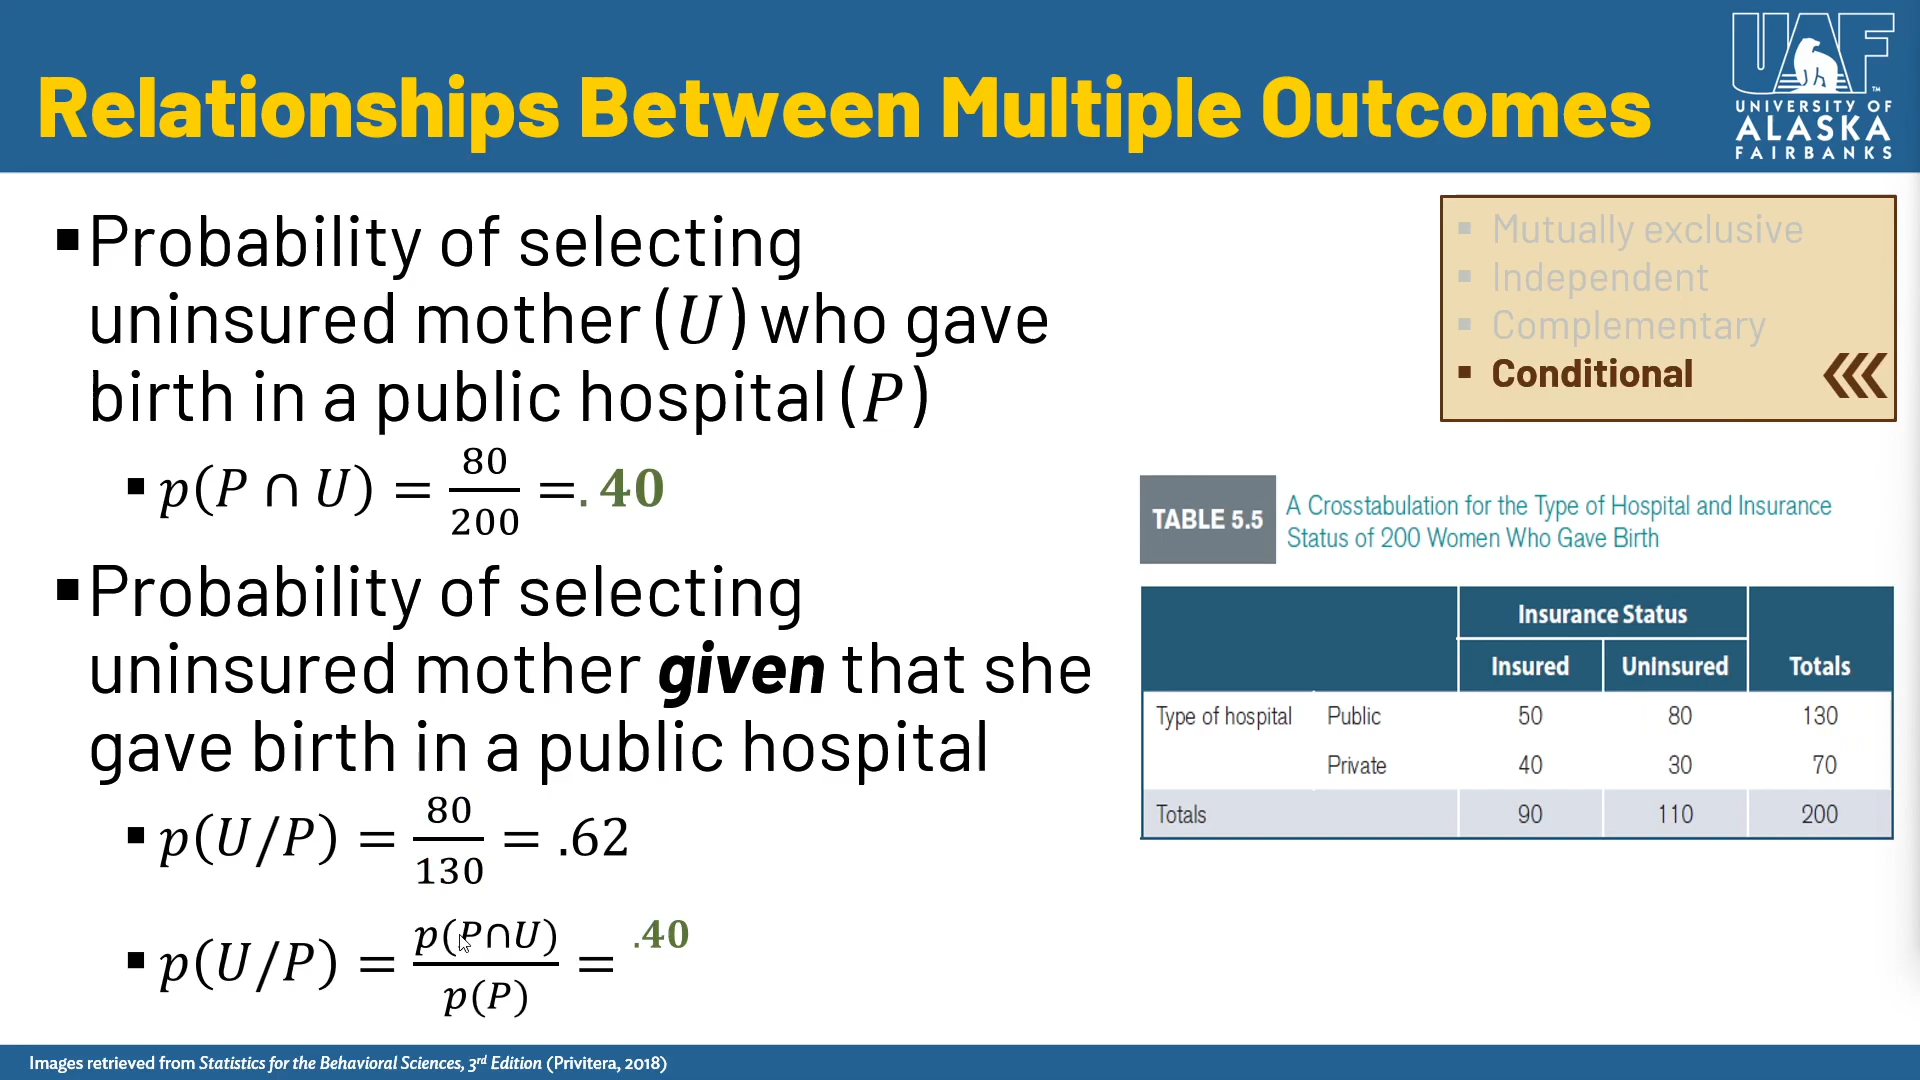 Relationships Between Multiple Outcomes
UAF™
UNIVERSITY OF
ALASKA
FAIRBANKS
▪Probability of selecting
uninsured mother (U) who gave
birth in a public hospital (P)
▪ p(P ∩ U) = 80/200 =. 40
▪Probability of selecting
uninsured mother given that she
gave birth in a public hospital
▪ p(U/P) = 80/130 = .62
▪ p(U/P) = p(P∩U)/p(P) = .40
▪ Mutually exclusive
▪ Independent
▪ Complementary
▪ Conditional
TABLE 5.5
A Crosstabulation for the Type of Hospital and Insurance
Status of 200 Women Who Gave Birth
Insurance Status
Insured Uninsured Totals
Type of hospital Public 50 80 130
Private 40 30 70
Totals 90 110 200
Images retrieved from Statistics for the Behavioral Sciences, 3rd Edition (Privitera, 2018)